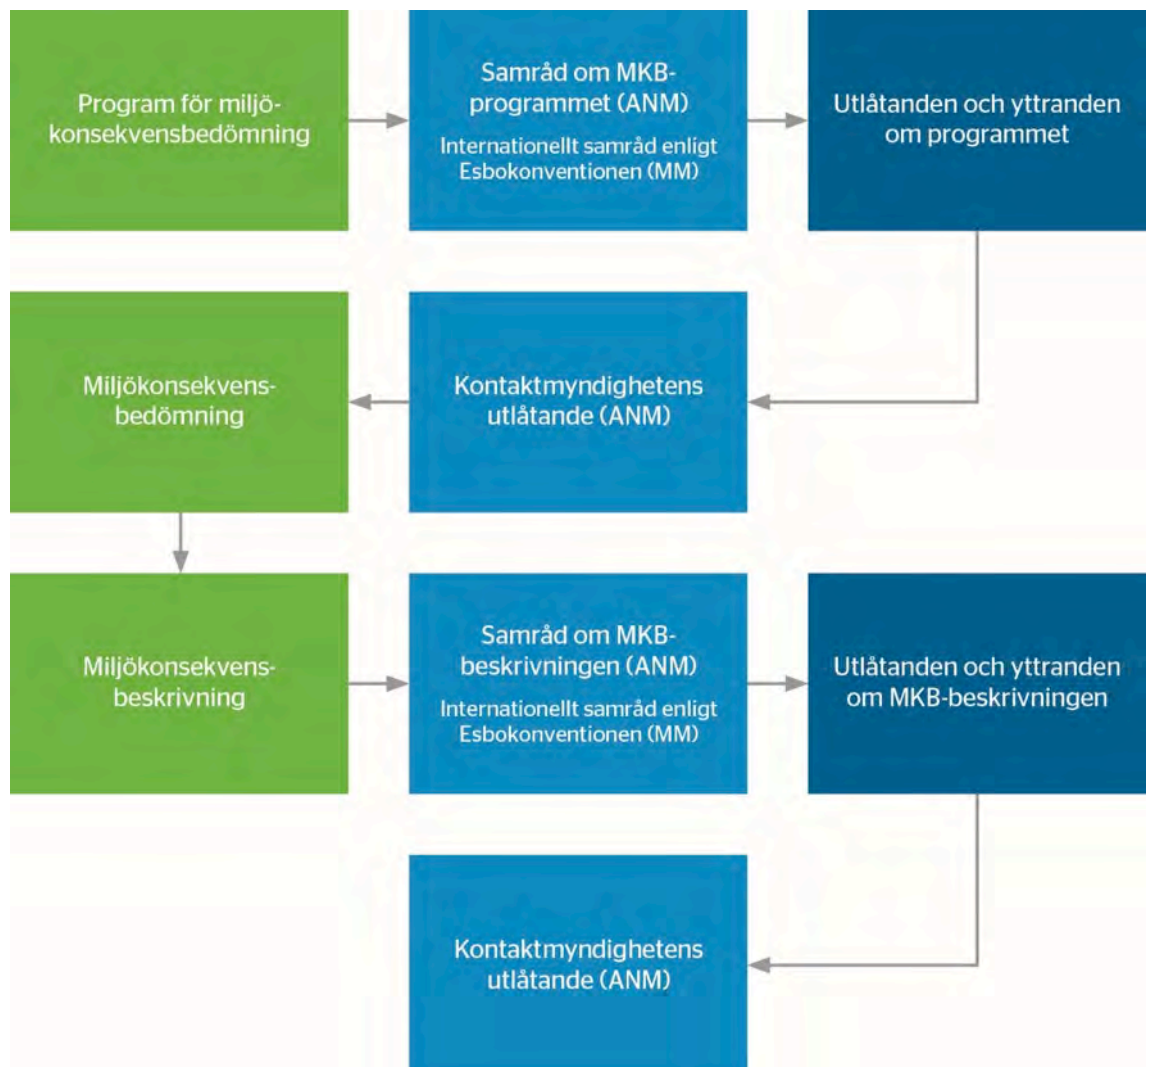 Program för miljö-
konsekvensbedömning
Samråd om MKB-
programmet (ANM)
Internationellt samråd enligt
Esbokonventionen (MM)
Utlåtanden och yttranden
om programmet
Miljökonsekvens-
bedömning
Kontaktmyndighetens
utlåtande (ANM)
Miljökonsekvens-
beskrivning
Samråd om MKB-
beskrivningen (ANM)
Internationellt samråd enligt
Esbokonventionen (MM)
Utlåtanden och yttranden
om MKB-beskrivningen
Kontaktmyndighetens
utlåtande (ANM)